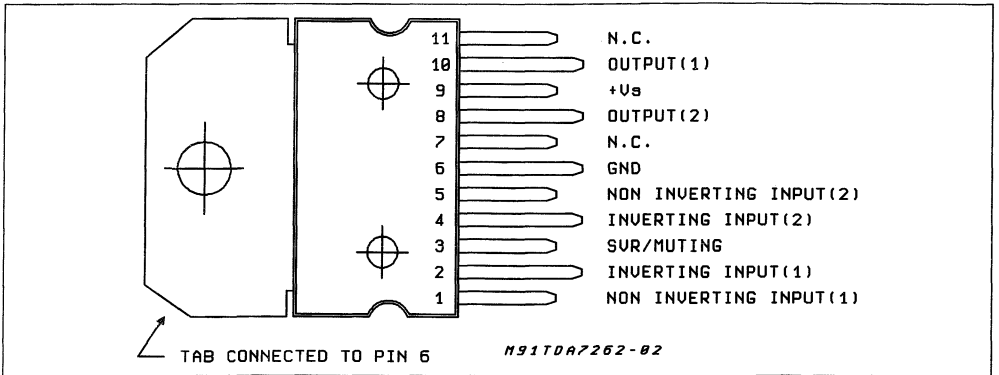 11 N.C.
10 OUTPUT(1)
9 +Vs
8 OUTPUT(2)
7 N.C.
6 GND
5 NON INVERTING INPUT(2)
4 INVERTING INPUT(2)
3 SVR/MUTING
2 INVERTING INPUT(1)
1 NON INVERTING INPUT(1)
TAB CONNECTED TO PIN 6
M91TDA7262-02